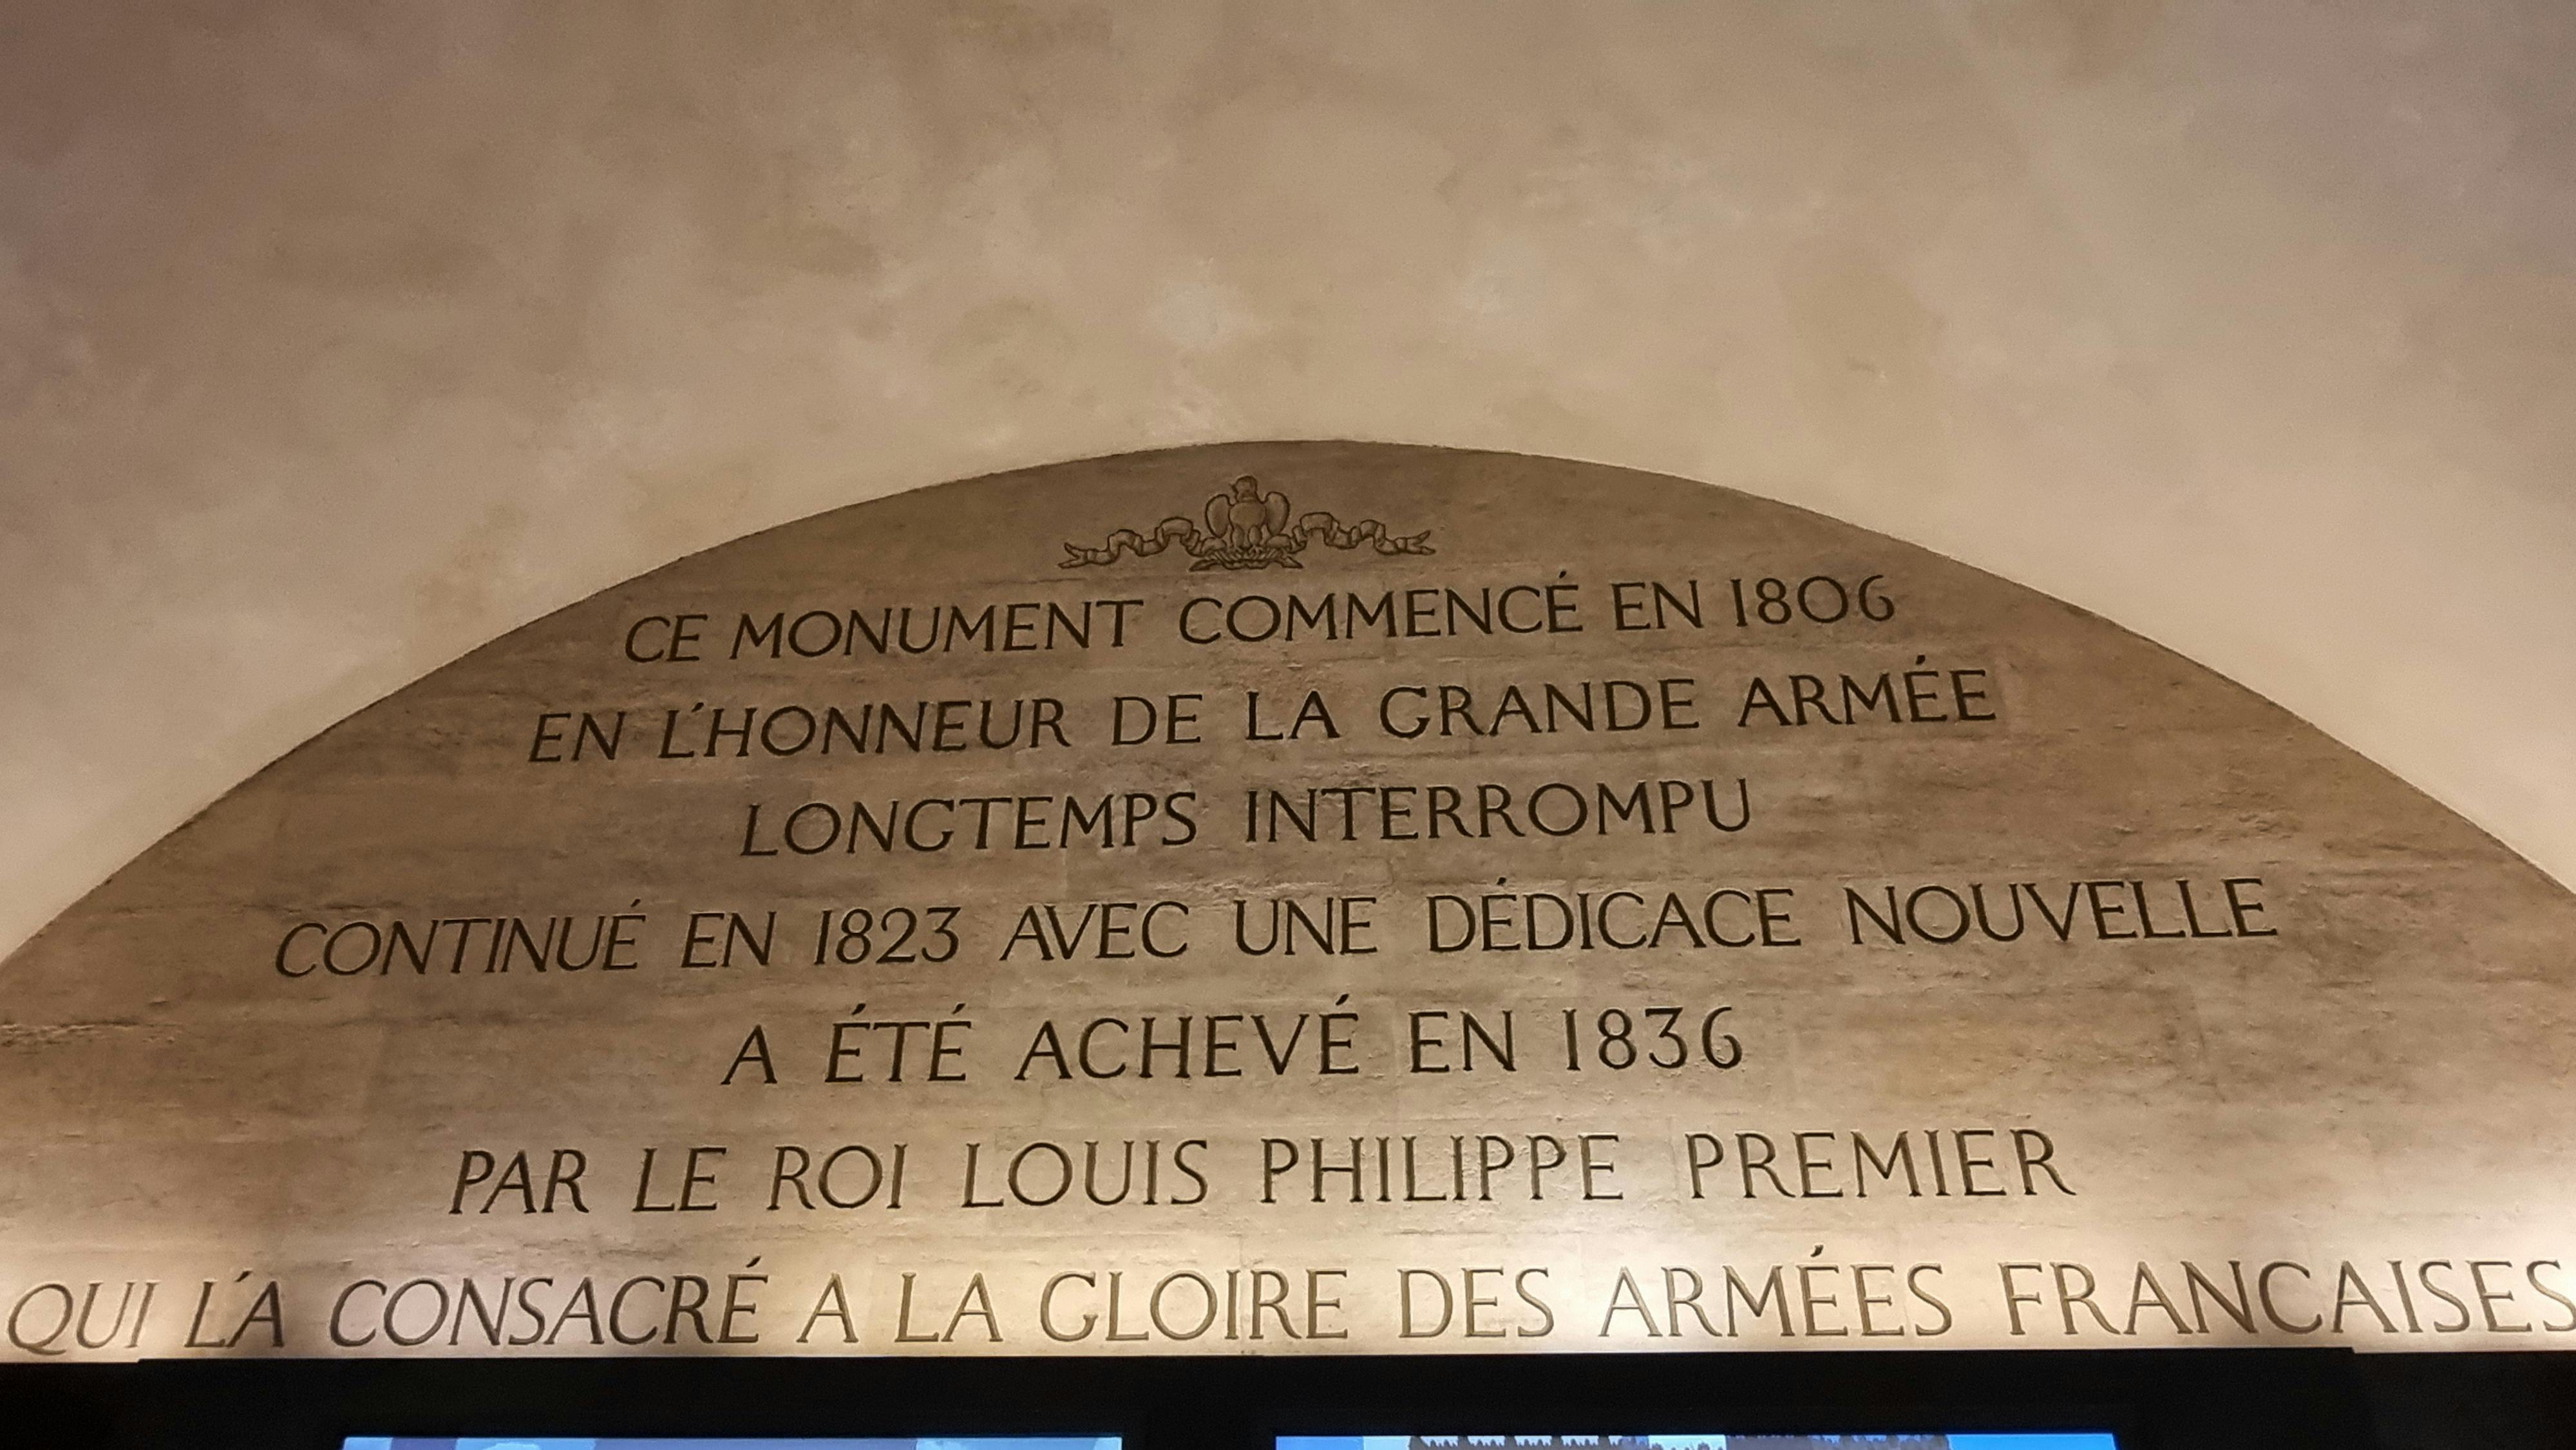 CE MONUMENT COMMENCÉ EN 1806
EN L'HONNEUR DE LA GRANDE ARMÉE
LONGTEMPS INTERROMPU
CONTINUÉ EN 1823 AVEC UNE DÉDICACE NOUVELLE
A ÉTÉ ACHEVÉ EN 1836
PAR LE ROI LOUIS PHILIPPE PREMIER
QUI L'A CONSACRÉ A LA GLOIRE DES ARMÉES FRANCAISES